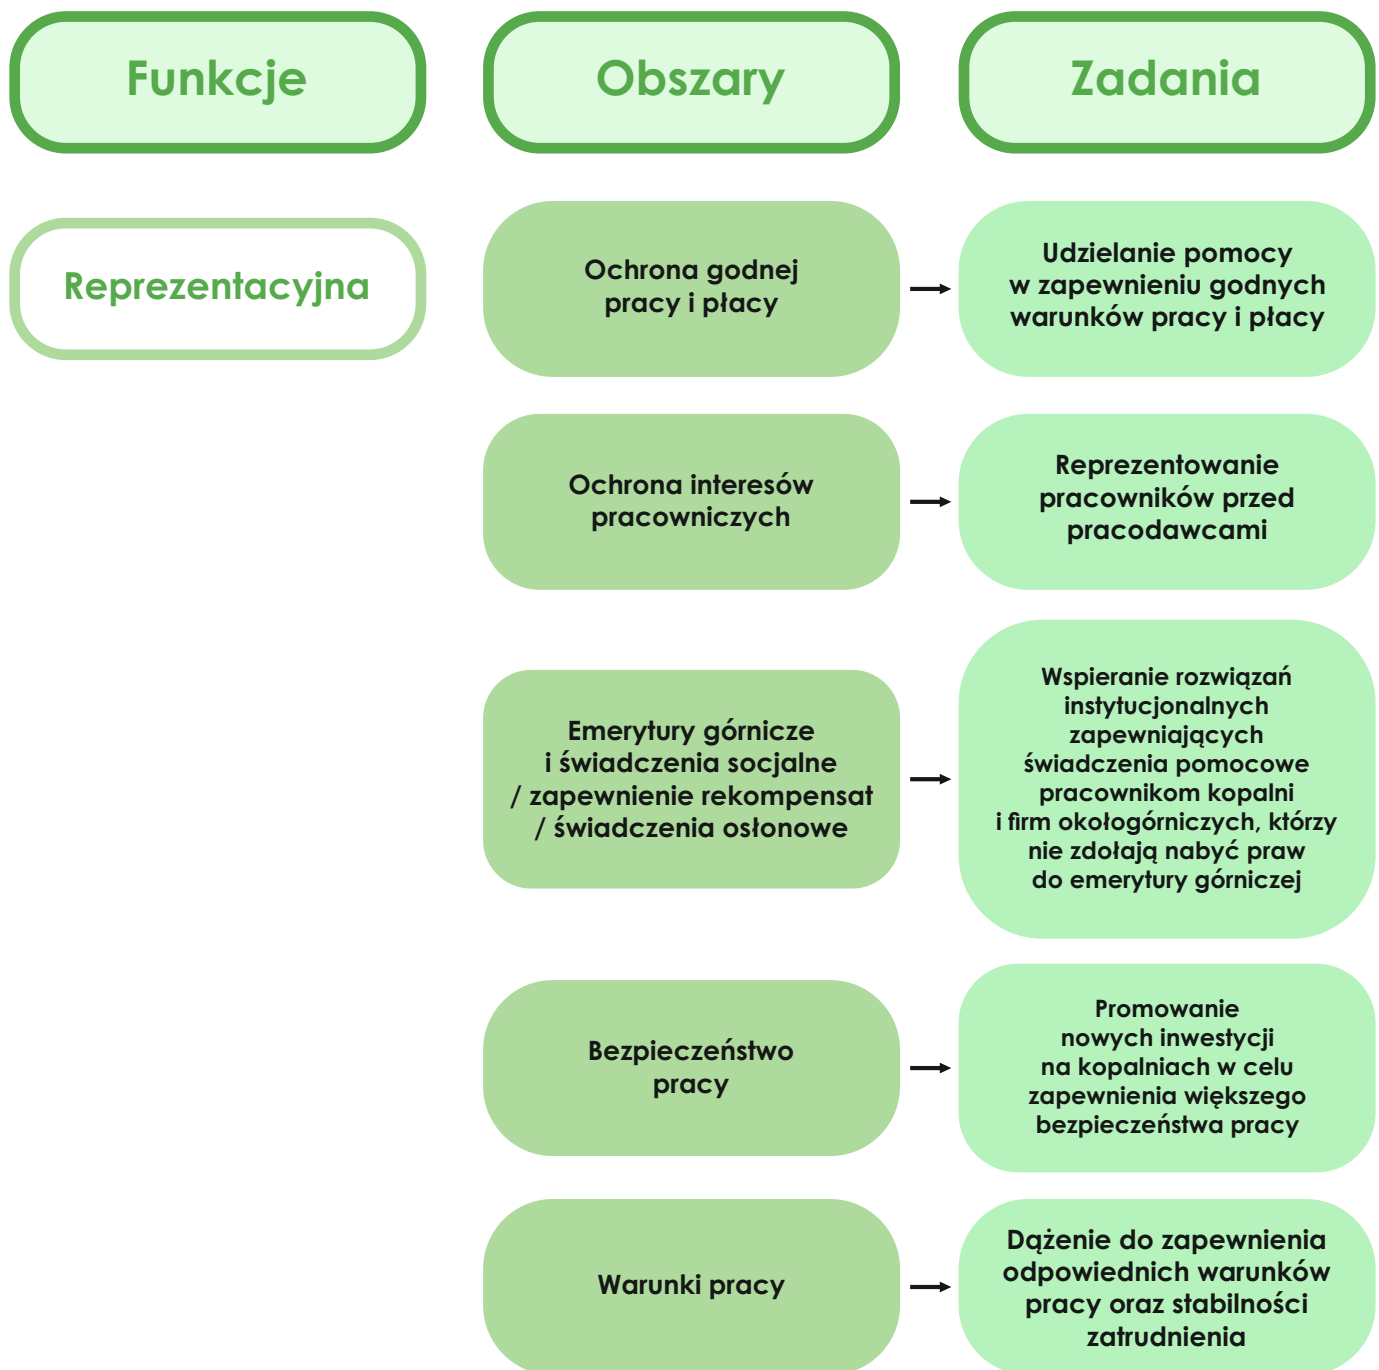 Funkcje
Obszary
Zadania
Reprezentacyjna
Ochrona godnej
pracy i płacy
Udzielanie pomocy
w zapewnieniu godnych
warunków pracy i płacy
Ochrona interesów
pracowniczych
Reprezentowanie
pracowników przed
pracodawcami
Emerytury górnicze
i świadczenia socjalne
/ zapewnienie rekompensat
/ świadczenia osłonowe
Wspieranie rozwiązań
instytucjonalnych
zapewniających
świadczenia pomocowe
pracownikom kopalni
i firm okołogórniczych, którzy
nie zdołają nabyć praw
do emerytury górniczej
Bezpieczeństwo
pracy
Promowanie
nowych inwestycji
na kopalniach w celu
zapewnienia większego
bezpieczeństwa pracy
Warunki pracy
Dążenie do zapewnienia
odpowiednich warunków
pracy oraz stabilności
zatrudnienia